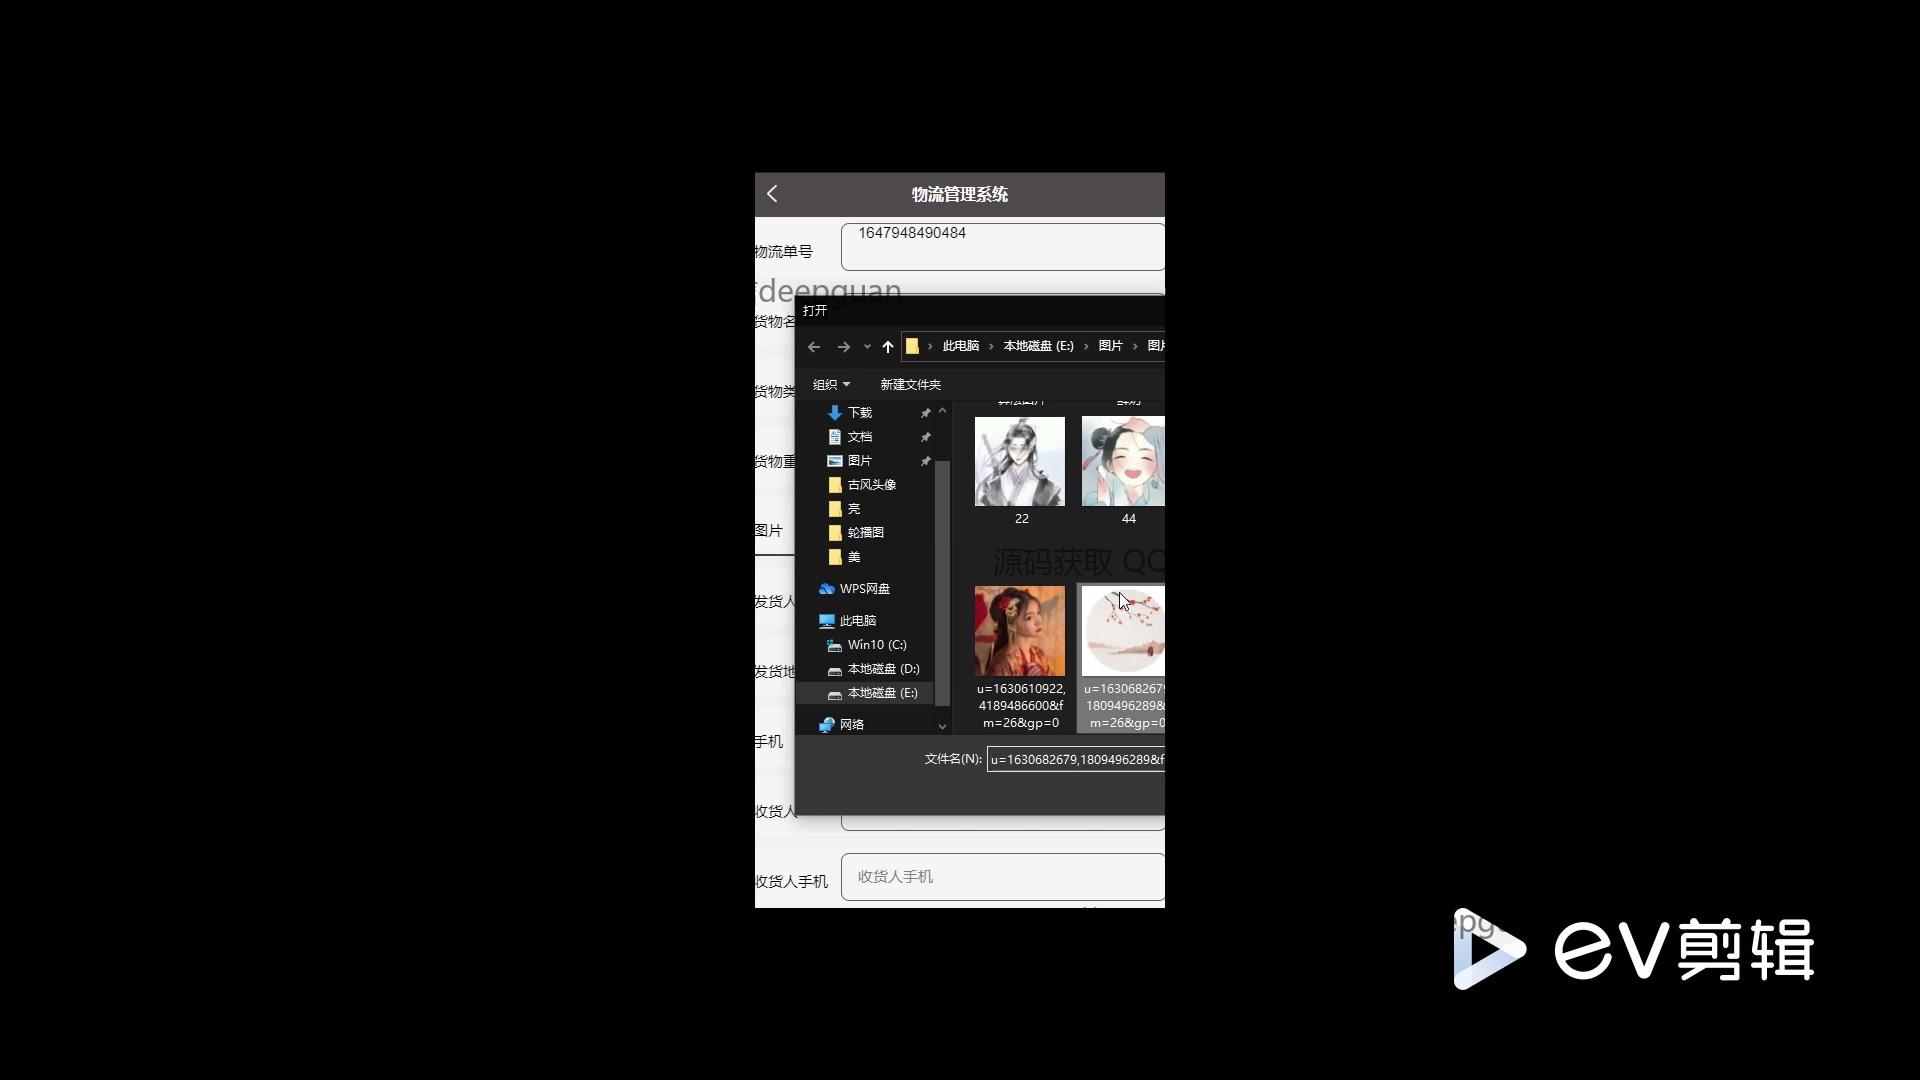 物流管理系统
物流单号
1647948490484
deepguan
打开
货物名
此电脑
本地磁盘 (E:)
图片
图片
组织
新建文件夹
货物类
下载
文档
图片
货物重
古风头像
亮
轮播图
美
22
44
图片
源码获取 QQ
WPS网盘
发货人
此电脑
Win10 (C:)
发货地
本地磁盘 (D:)
本地磁盘 (E:)
u=1630610922,
4189486600&f
m=26&gp=0
u=1630682679
1809496289&
m=26&gp=0
网络
手机
文件名(N):
u=1630682679,1809496289&f
收货人
收货人手机
收货人手机
epg
EV剪辑